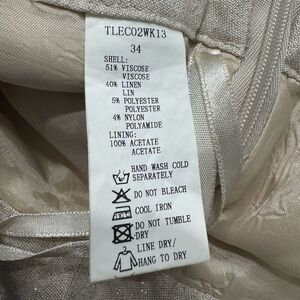 TLEC02WK13
34
SHELL:
51% VISCOSE
VISCOSE
40% LINEN
LIN
5% POLYESTER
POLYESTER
4% NYLON
POLYAMIDE
LINING:
100% ACETATE
ACETATE
HAND WASH COLD
SEPARATELY
DO NOT BLEACH
COOL IRON
DO NOT TUMBLE
DRY
LINE DRY/
HANG TO DRY